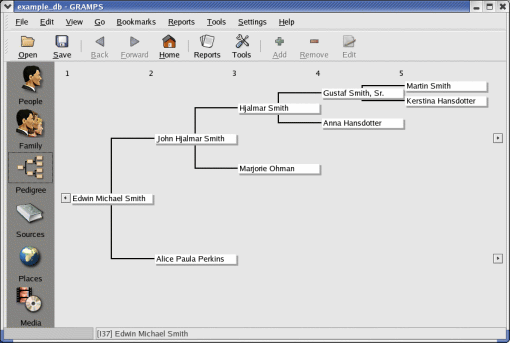 example_db - GRAMPS
File Edit View Go Bookmarks Reports Tools Settings Help
Open Save Back Forward Home Reports Tools Add Remove Edit
People
Family
Pedigree
Sources
Places
Media
1 2 3 4 5
Martin Smith
Gustaf Smith, Sr.
Kerstina Hansdotter
Hjalmar Smith
Anna Hansdotter
John Hjalmar Smith
Marjorie Ohman
Edwin Michael Smith
Alice Paula Perkins
[I37] Edwin Michael Smith